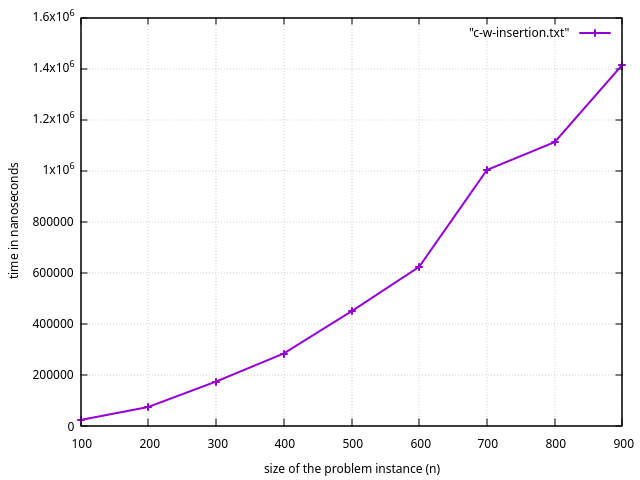 1.6x10⁶
"c-w-insertion.txt"
1.4x10⁶
1.2x10⁶
1x10⁶
800000
600000
400000
200000
0
time in nanoseconds
100 200 300 400 500 600 700 800 900
size of the problem instance (n)